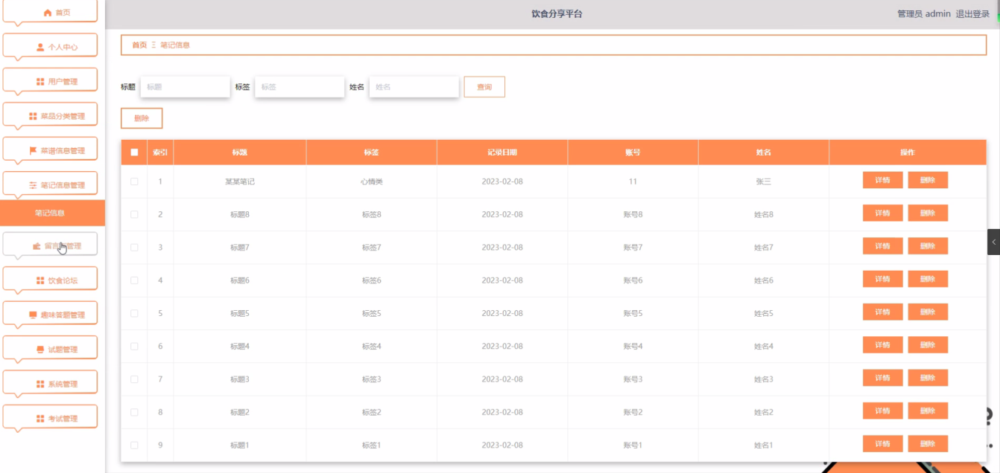 饮食分享平台
管理员 admin 退出登录
首页
个人中心
用户管理
菜品分类管理
菜谱信息管理
笔记信息管理
笔记信息
留言 管理
饮食论坛
趣味答题管理
试题管理
系统管理
考试管理
首页 Ξ 笔记信息
标题 标题 标签 标签 姓名 姓名 查询
删除
索引 标题 标签 记录日期 账号 姓名 操作
1 某某笔记 心情类 2023-02-08 11 张三 详情 删除
2 标题8 标签8 2023-02-08 账号8 姓名8 详情 删除
3 标题7 标签7 2023-02-08 账号7 姓名7 详情 删除
4 标题6 标签6 2023-02-08 账号6 姓名6 详情 删除
5 标题5 标签5 2023-02-08 账号5 姓名5 详情 删除
6 标题4 标签4 2023-02-08 账号4 姓名4 详情 删除
7 标题3 标签3 2023-02-08 账号3 姓名3 详情 删除
8 标题2 标签2 2023-02-08 账号2 姓名2 详情 删除
9 标题1 标签1 2023-02-08 账号1 姓名1 详情 删除